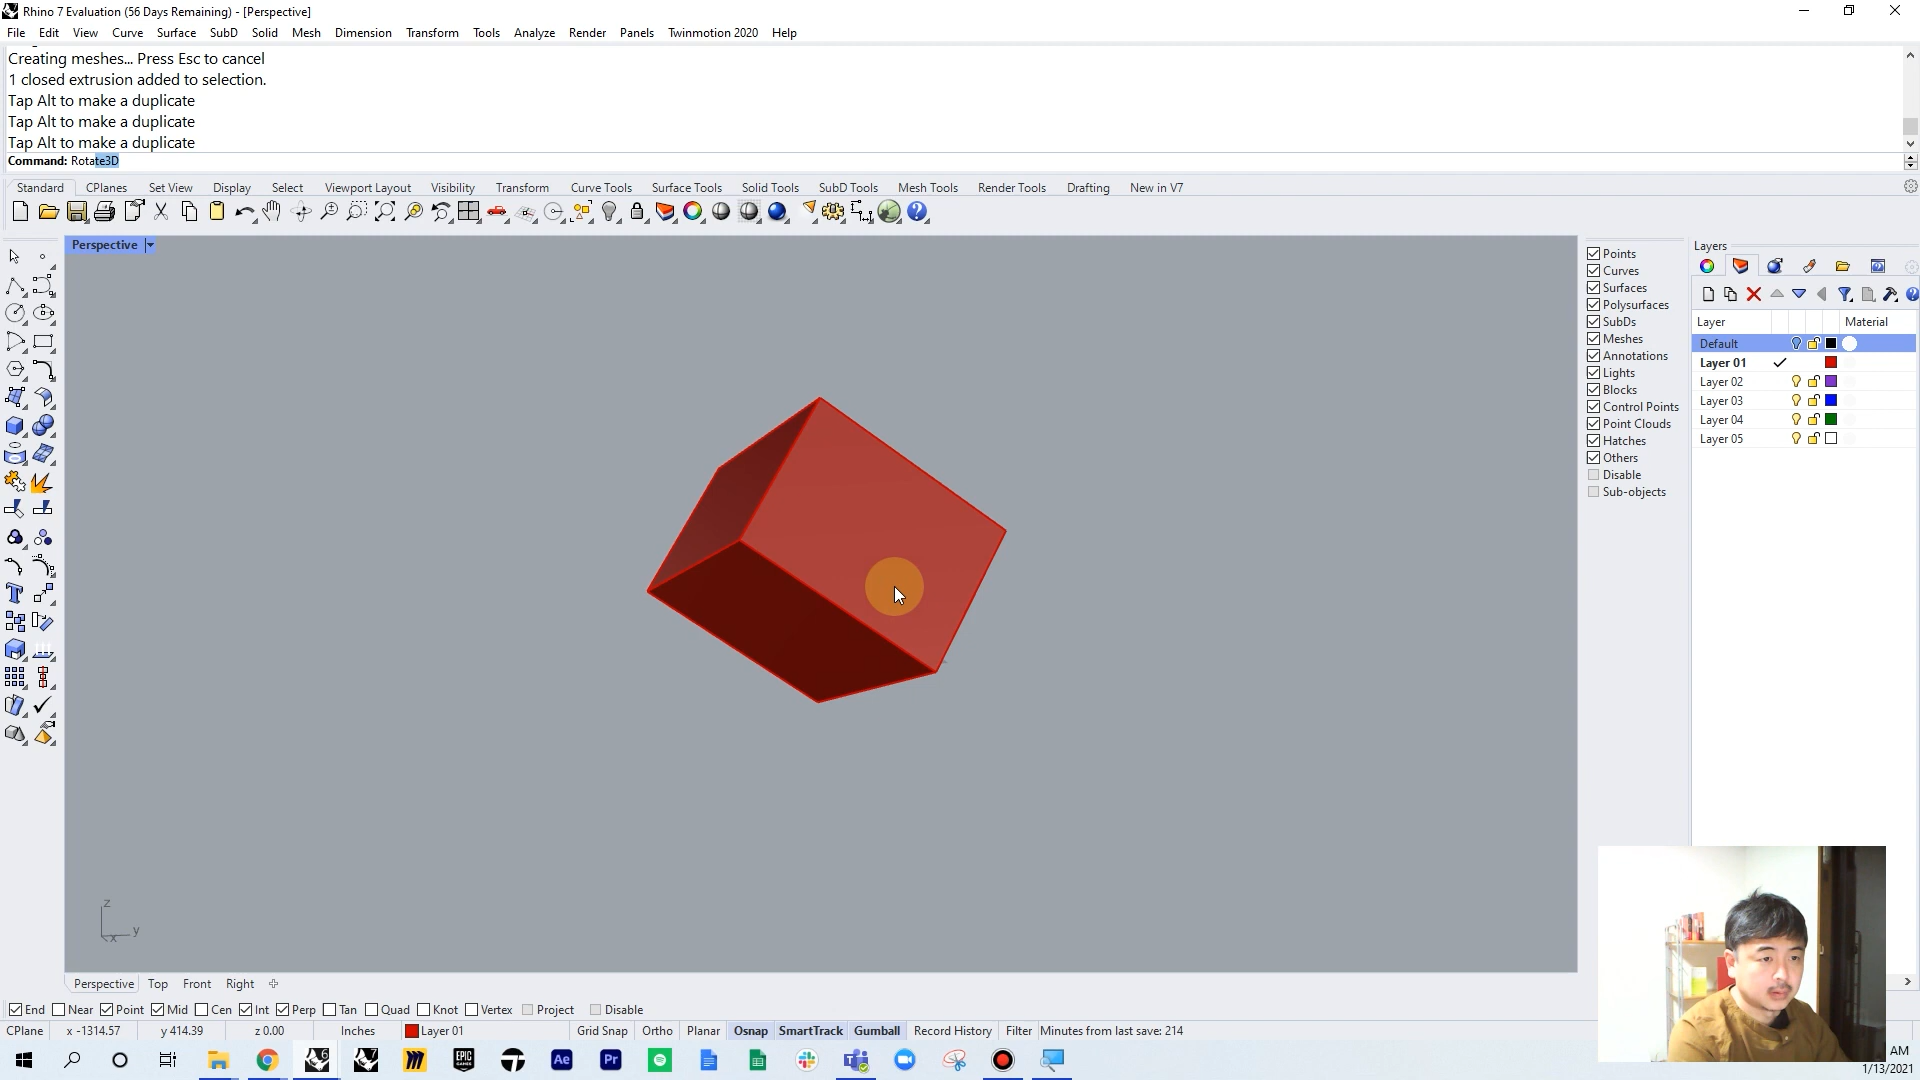 Rhino 7 Evaluation (56 Days Remaining) - [Perspective]
File Edit View Curve Surface SubD Solid Mesh Dimension Transform Tools Analyze Render Panels Twinmotion 2020 Help
Creating meshes... Press Esc to cancel
1 closed extrusion added to selection.
Tap Alt to make a duplicate
Tap Alt to make a duplicate
Tap Alt to make a duplicate
Command: Rotate3D
Standard CPlanes Set View Display Select Viewport Layout Visibility Transform Curve Tools Surface Tools Solid Tools SubD Tools Mesh Tools Render Tools Drafting New in V7
Perspective
Points
Curves
Surfaces
Polysurfaces
SubDs
Meshes
Annotations
Lights
Blocks
Control Points
Point Clouds
Hatches
Others
Disable
Sub-objects
Layers
Layer Material
Default
Layer 01
Layer 02
Layer 03
Layer 04
Layer 05
z
y
x
Perspective Top Front Right
End Near Point Mid Cen Int Perp Tan Quad Knot Vertex Project Disable
CPlane x -1314.57 y 414.39 z 0.00 Inches Layer 01 Grid Snap Ortho Planar Osnap SmartTrack Gumball Record History Filter Minutes from last save: 214
6 7 EPIC GAMES Ae Pr
AM
1/13/2021